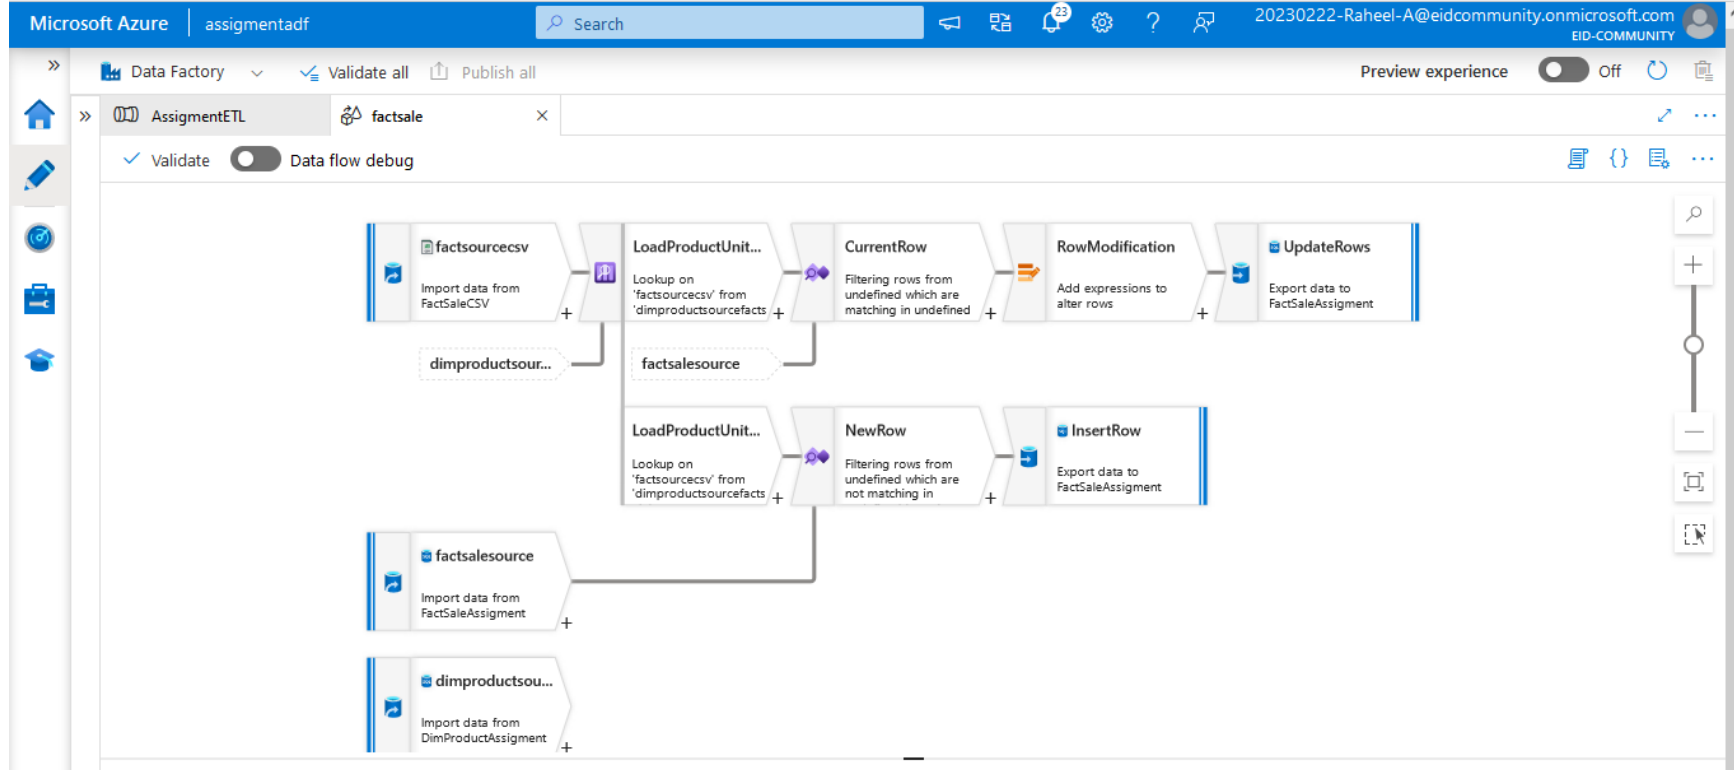 Microsoft Azure
assigmentadf
Search
23
20230222-Raheel-A@eidcommunity.onmicrosoft.com
EID-COMMUNITY
Data Factory
Validate all
Publish all
Preview experience
Off
AssigmentETL
factsale
Validate
Data flow debug
factsourcecsv
Import data from
FactSaleCSV
LoadProductUnit...
Lookup on
'factsourcecsv' from
'dimproductsourcefacts
CurrentRow
Filtering rows from
undefined which are
matching in undefined
RowModification
Add expressions to
alter rows
UpdateRows
Export data to
FactSaleAssigment
dimproductsour...
factsalesource
LoadProductUnit...
Lookup on
'factsourcecsv' from
'dimproductsourcefacts
NewRow
Filtering rows from
undefined which are
not matching in
InsertRow
Export data to
FactSaleAssigment
factsalesource
Import data from
FactSaleAssigment
dimproductsou...
Import data from
DimProductAssigment